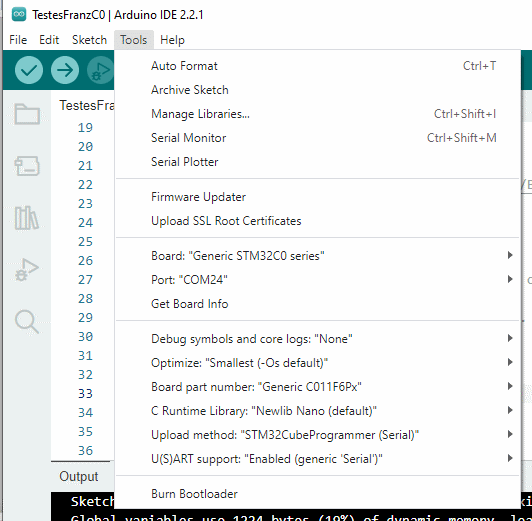 TestesFranzC0 | Arduino IDE 2.2.1
File Edit Sketch Tools Help
Auto Format Ctrl+T
Archive Sketch
Manage Libraries... Ctrl+Shift+I
Serial Monitor Ctrl+Shift+M
Serial Plotter
Firmware Updater
Upload SSL Root Certificates
Board: "Generic STM32C0 series"
Port: "COM24"
Get Board Info
Debug symbols and core logs: "None"
Optimize: "Smallest (-Os default)"
Board part number: "Generic C011F6Px"
C Runtime Library: "Newlib Nano (default)"
Upload method: "STM32CubeProgrammer (Serial)"
U(S)ART support: "Enabled (generic 'Serial')"
Burn Bootloader
TestesFra
19
20
21
22
23
24
25
26
27
28
29
30
31
32
33
34
35
36
Output
Sketch
Global variables use 1224 bytes (19%) of dynamic memory,